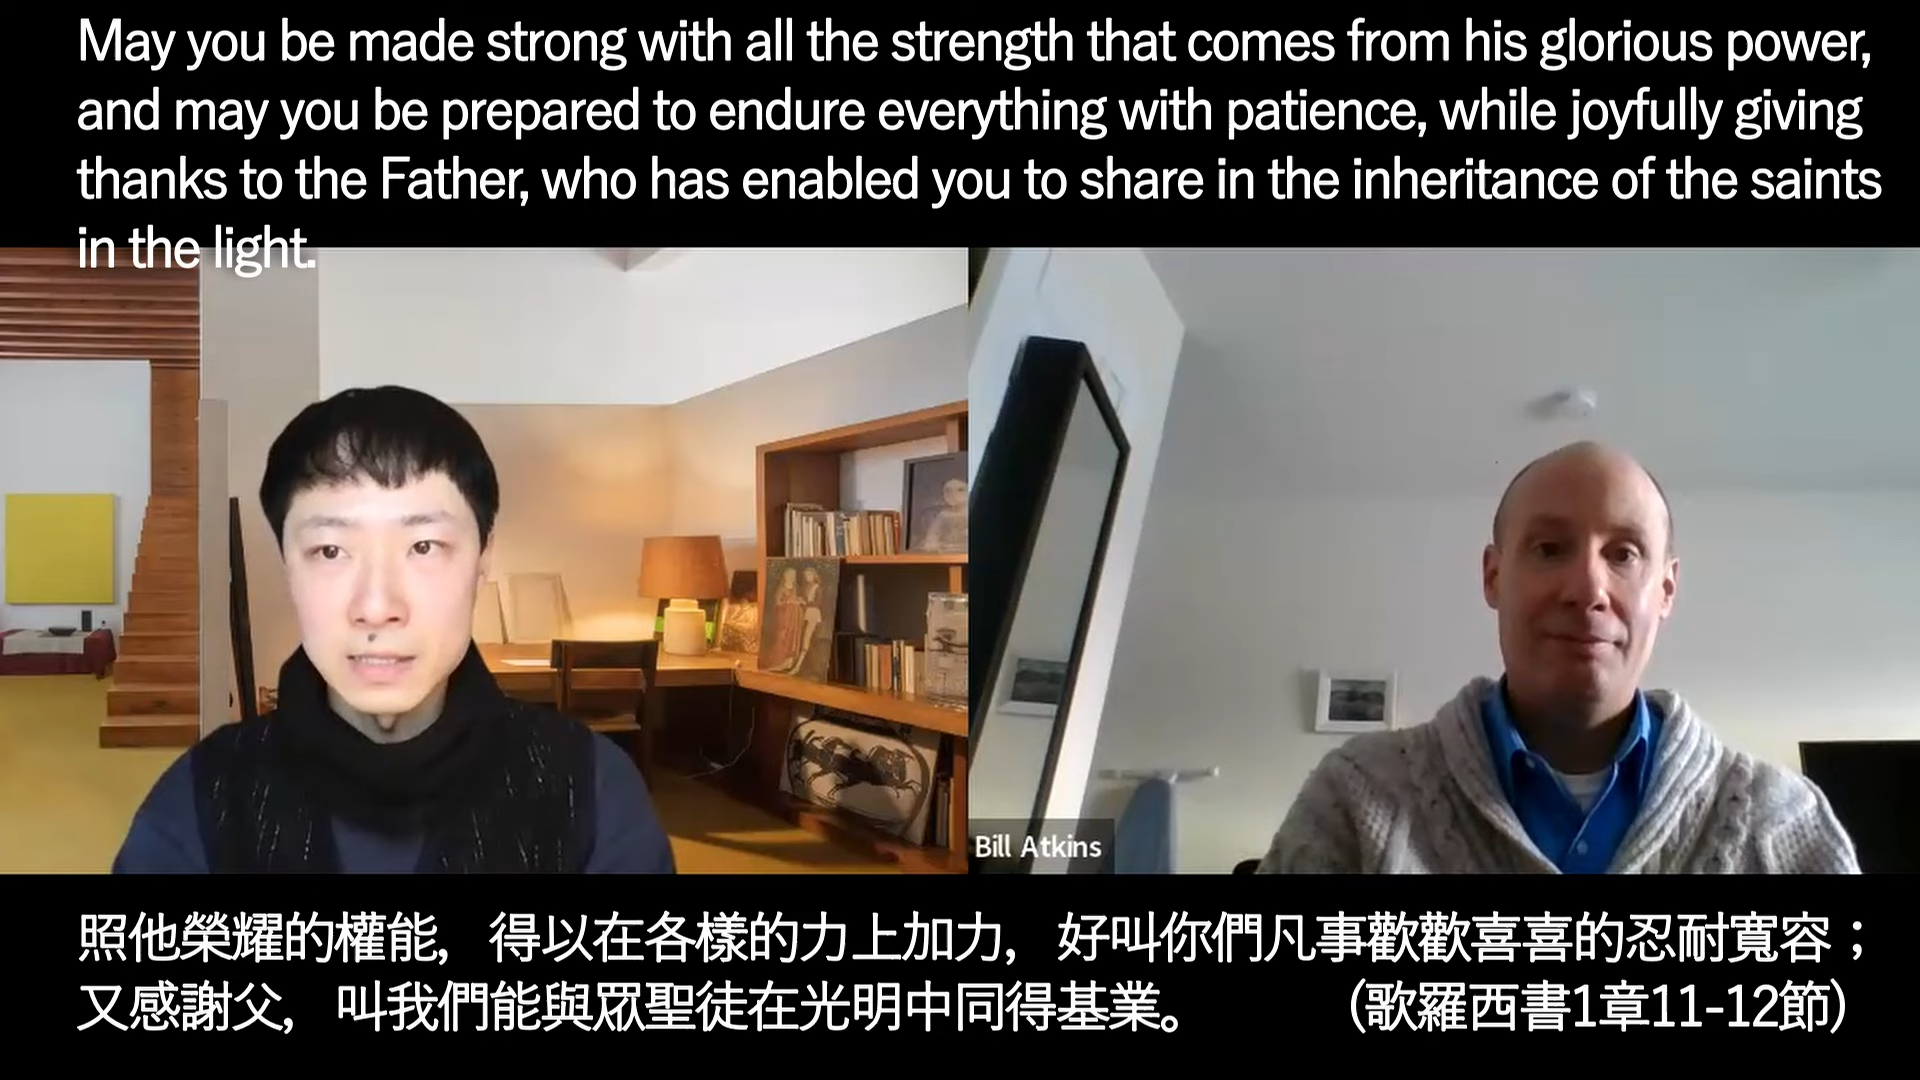 May you be made strong with all the strength that comes from his glorious power,
and may you be prepared to endure everything with patience, while joyfully giving
thanks to the Father, who has enabled you to share in the inheritance of the saints
in the light.
Bill Atkins
照他榮耀的權能，得以在各樣的力上加力，好叫你們凡事歡歡喜喜的忍耐寬容；
又感謝父，叫我們能與眾聖徒在光明中同得基業。 （歌羅西書1章11-12節）